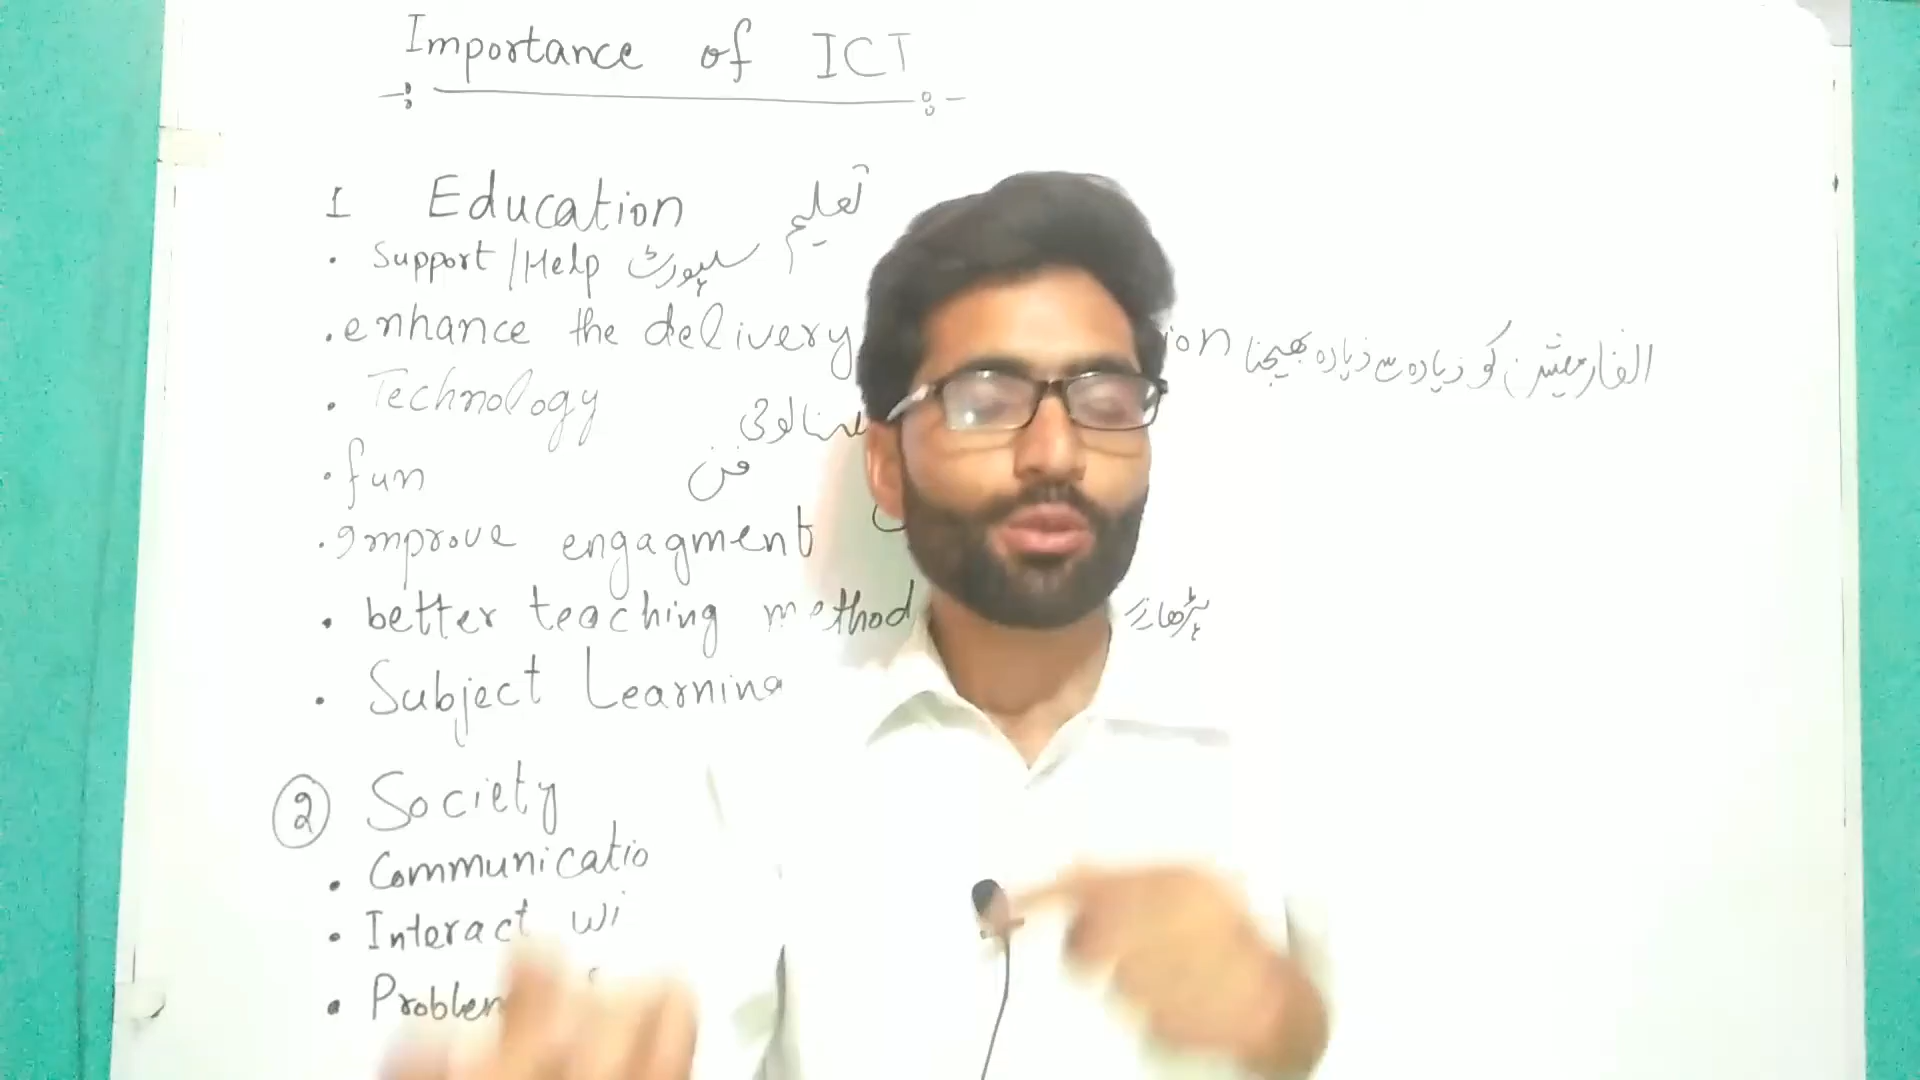 Importance of ICT
1 Education تعلیم
• Support/Help سپورٹ
• enhance the delivery انفارمیشن کو زیادہ سے زیادہ بھیجنا
• Technology
• fun فن
• Improve engagment
• better teaching method پڑھانے
• Subject Learning
② Society
• Communicatio
• Interact wi
• Problem